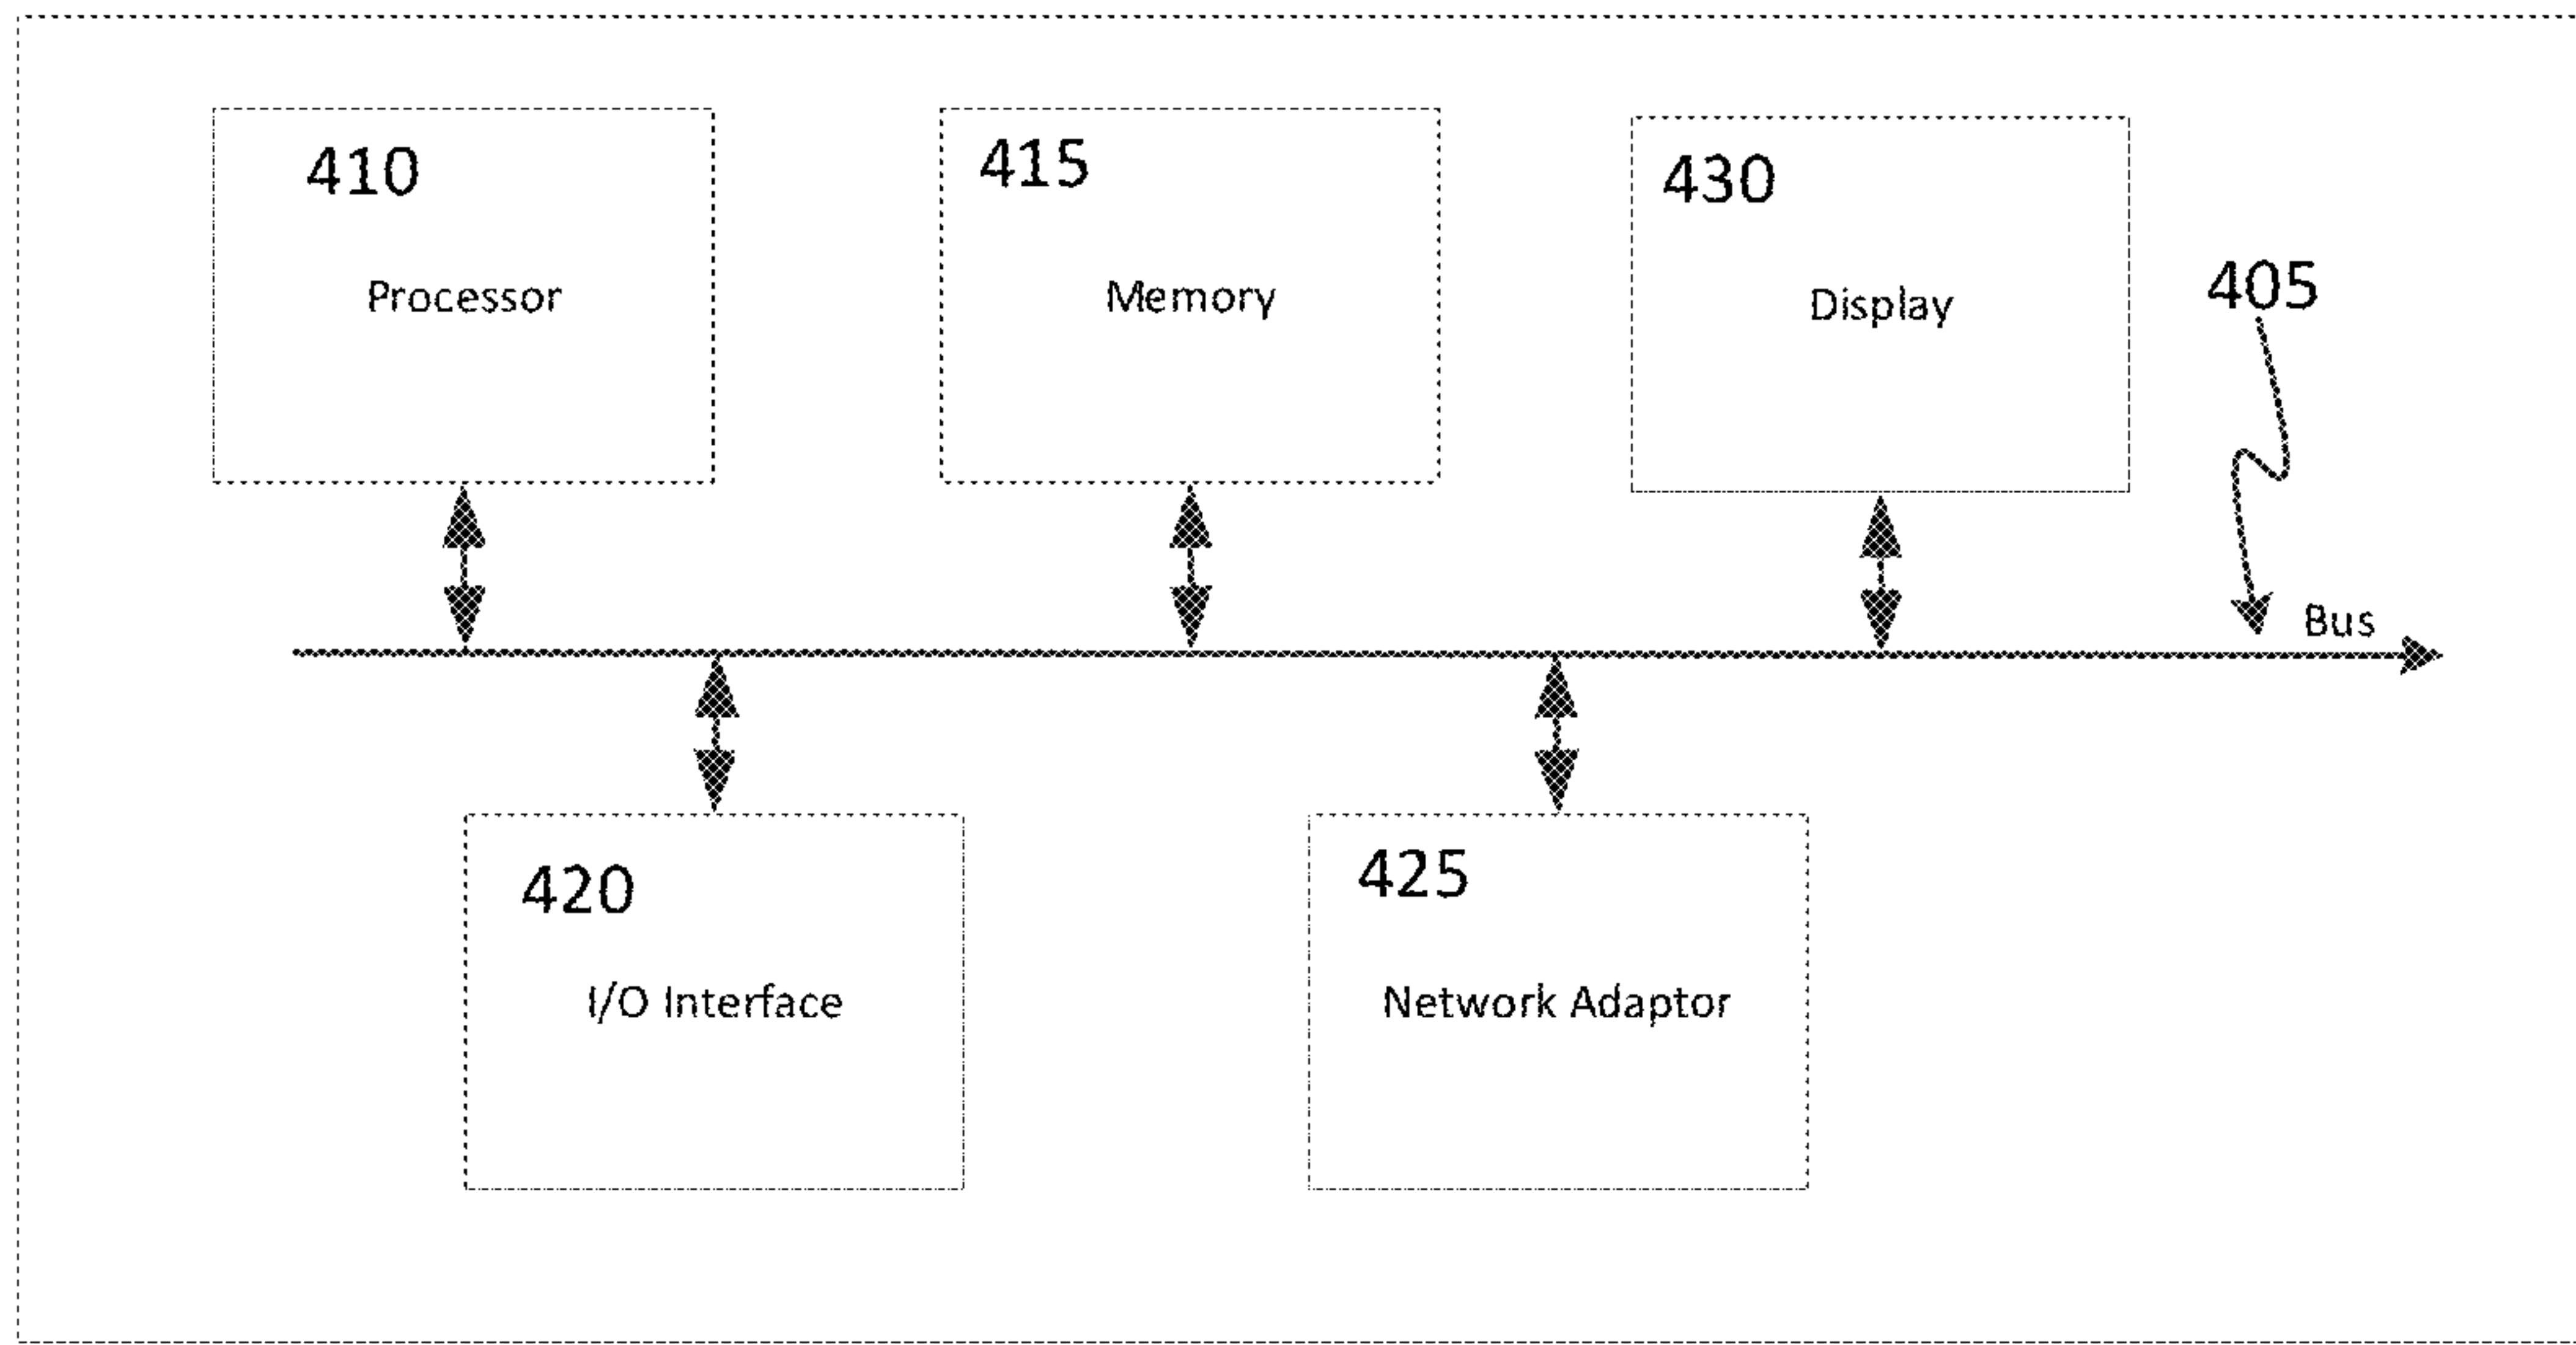 410
Processor
415
Memory
430
Display
405
Bus
420
I/O Interface
425
Network Adaptor